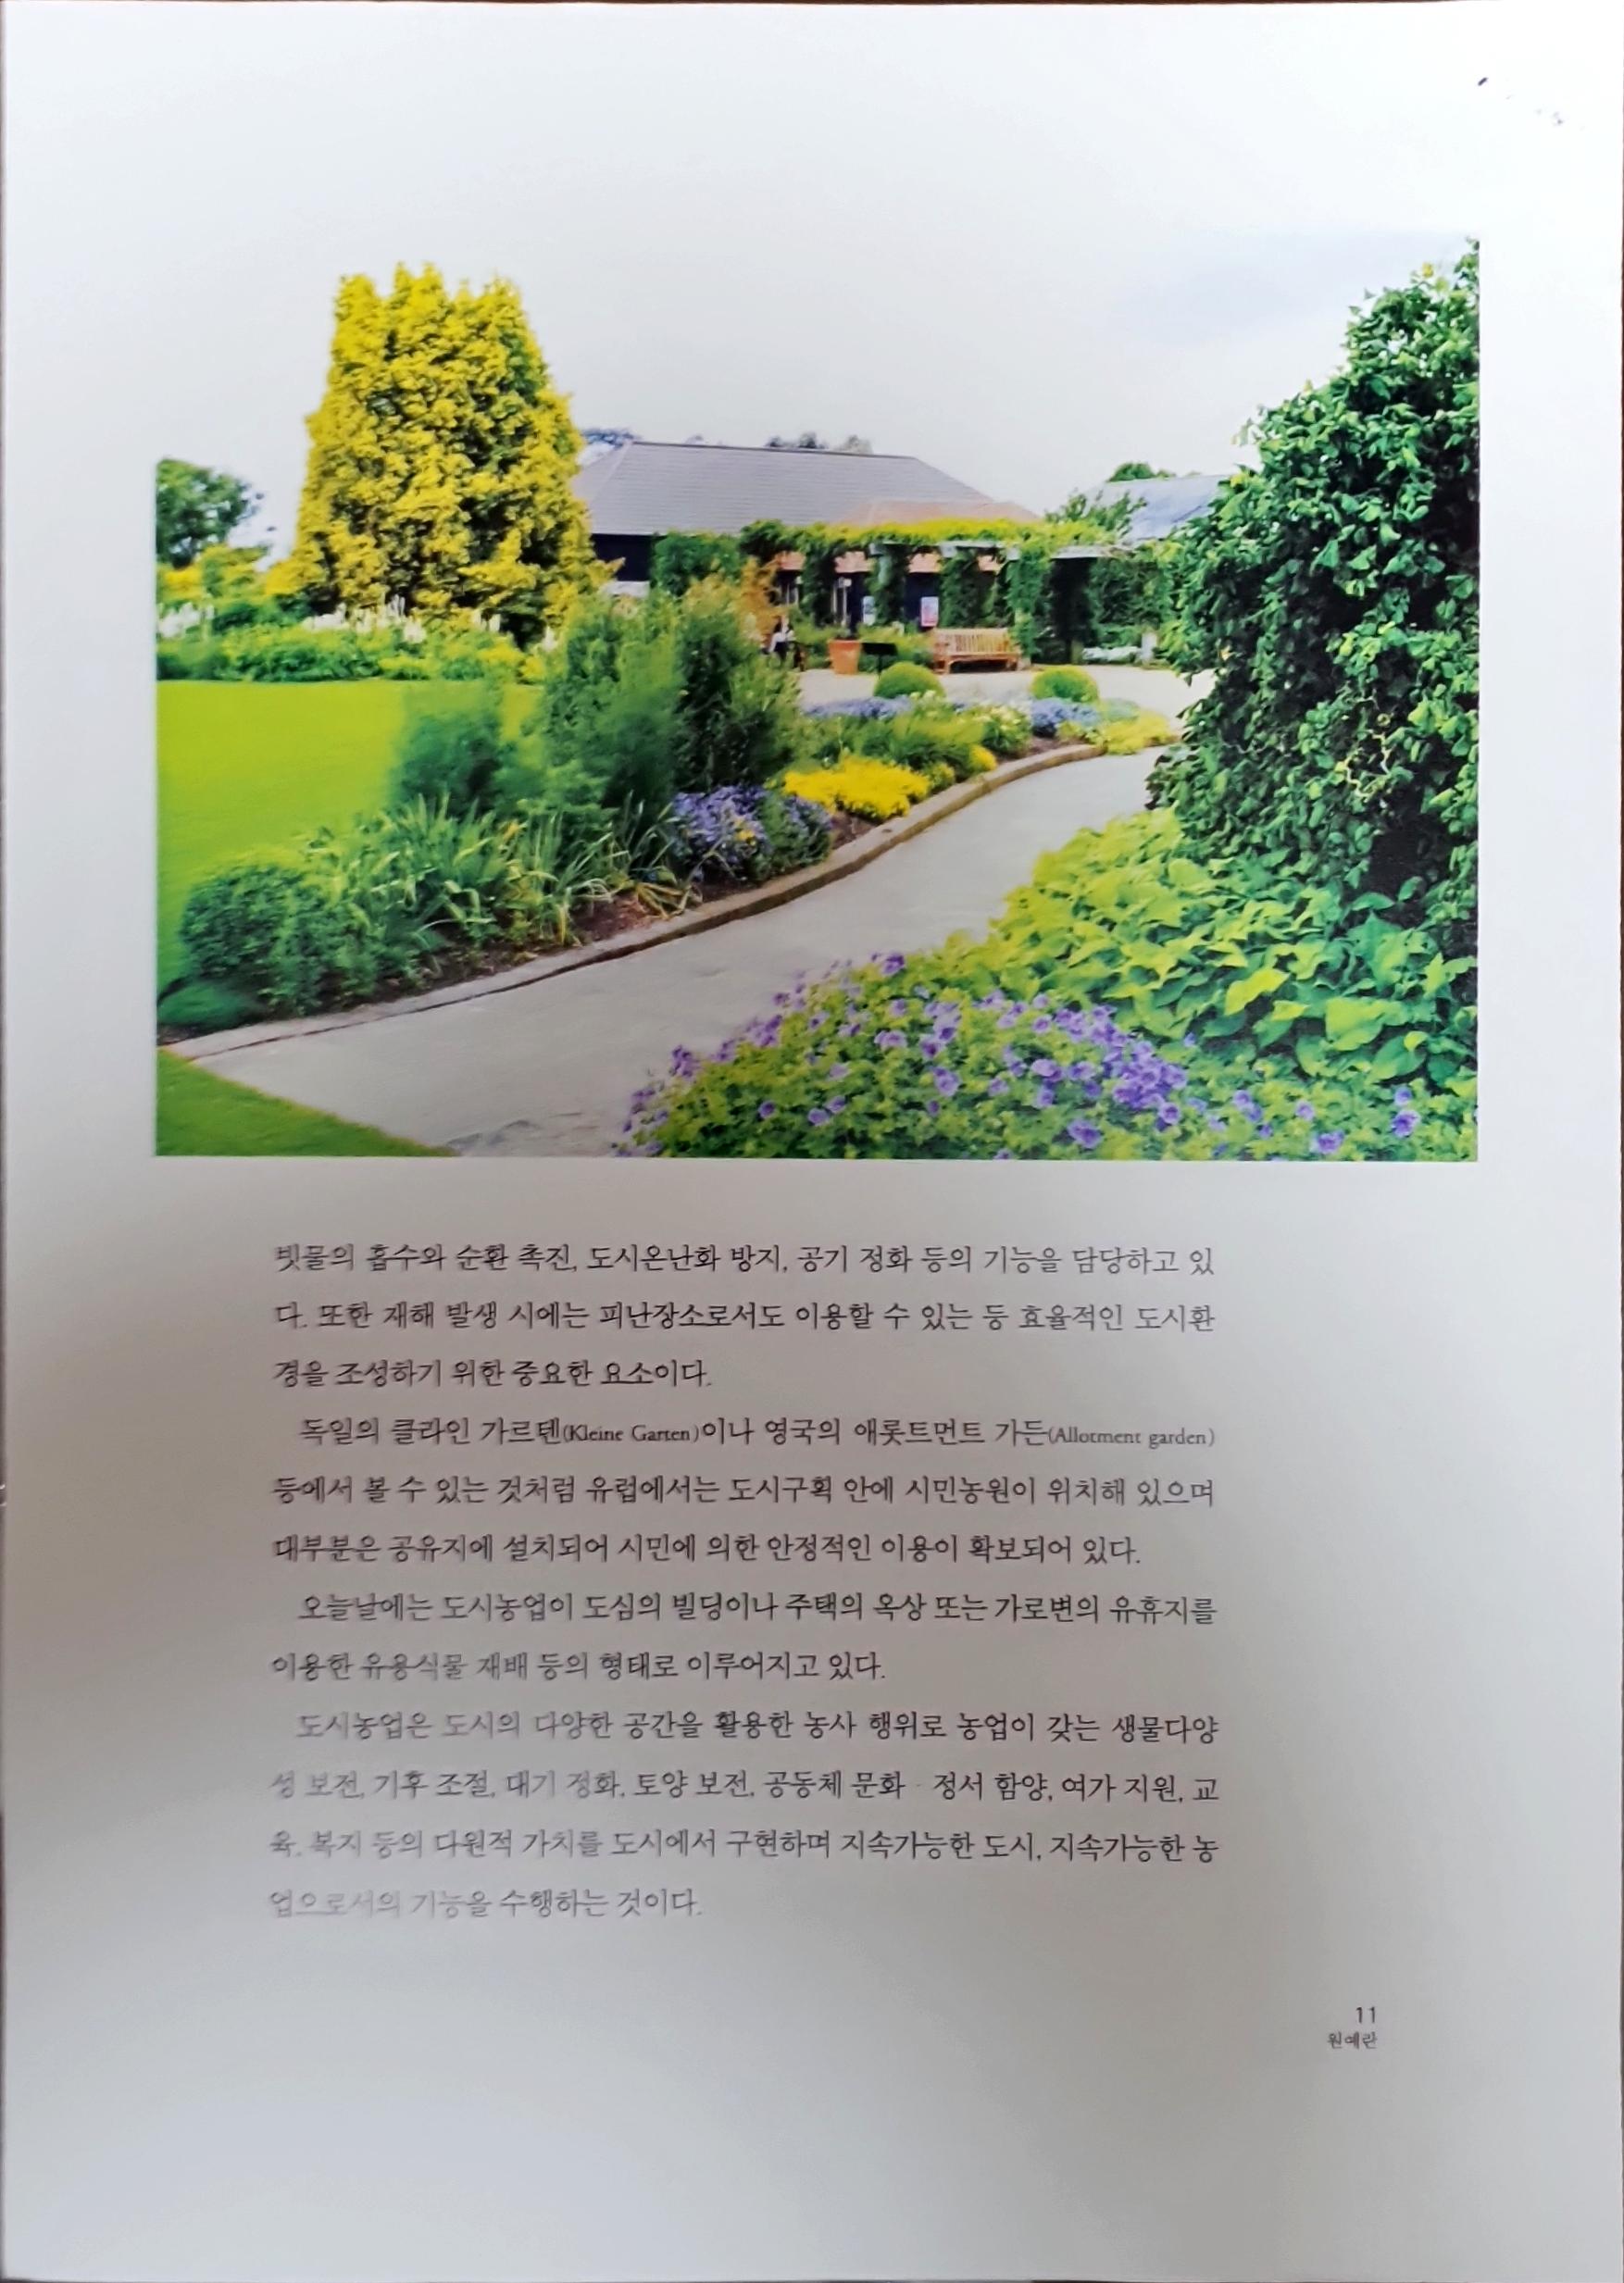 빗물의 흡수와 순환 촉진, 도시온난화 방지, 공기 정화 등의 기능을 담당하고 있
다. 또한 재해 발생 시에는 피난장소로서도 이용할 수 있는 등 효율적인 도시환
경을 조성하기 위한 중요한 요소이다.
독일의 클라인 가르텐(Kleine Garten)이나 영국의 애롯트먼트 가든(Allotment garden)
등에서 볼 수 있는 것처럼 유럽에서는 도시구획 안에 시민농원이 위치해 있으며
대부분은 공유지에 설치되어 시민에 의한 안정적인 이용이 확보되어 있다.
오늘날에는 도시농업이 도심의 빌딩이나 주택의 옥상 또는 가로변의 유휴지를
이용한 유용식물 재배 등의 형태로 이루어지고 있다.
도시농업은 도시의 다양한 공간을 활용한 농사 행위로 농업이 갖는 생물다양
성 보전, 기후 조절, 대기 정화, 토양 보전, 공동체 문화 · 정서 함양, 여가 지원, 교
육, 복지 등의 다원적 가치를 도시에서 구현하며 지속가능한 도시, 지속가능한 농
업으로서의 기능을 수행하는 것이다.
11
원예란